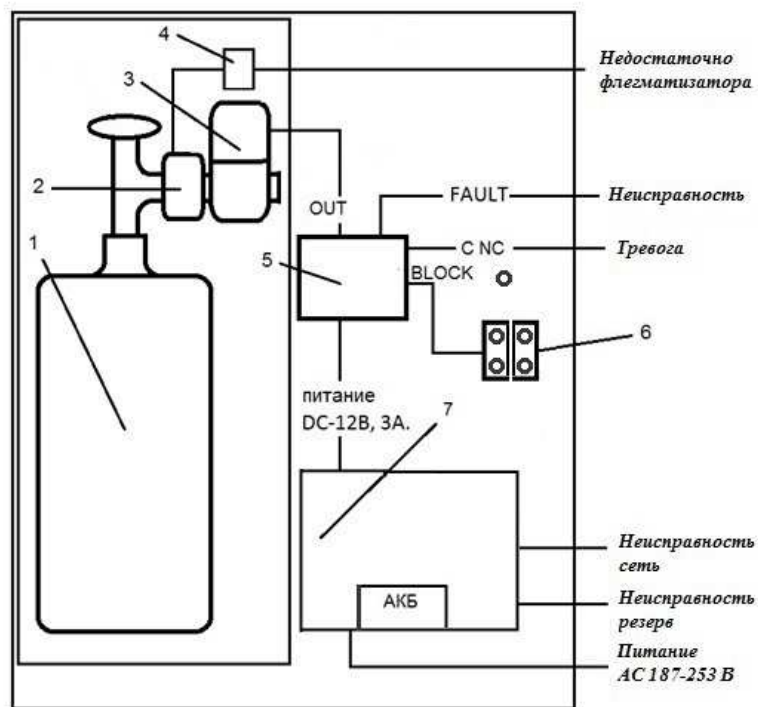 4
Недостаточно
флегматизатора
3
2
OUT
FAULT
Неисправность
1
5
C NC
Тревога
BLOCK
6
питание
DC-12В, 3А.
7
Неисправность
сеть
АКБ
Неисправность
резерв
Питание
AC 187-253 В